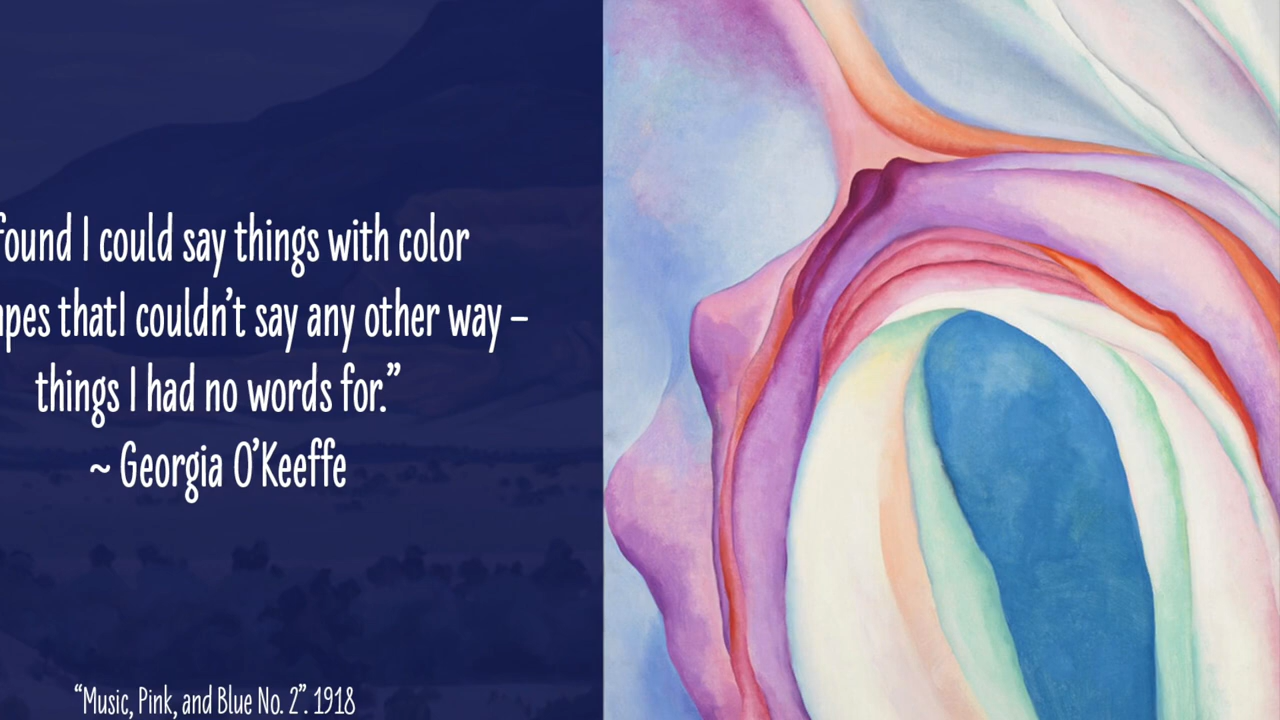 found I could say things with color
apes thatI couldn’t say any other way –
things I had no words for.”
~ Georgia O’Keeffe
“Music, Pink, and Blue No. 2”. 1918